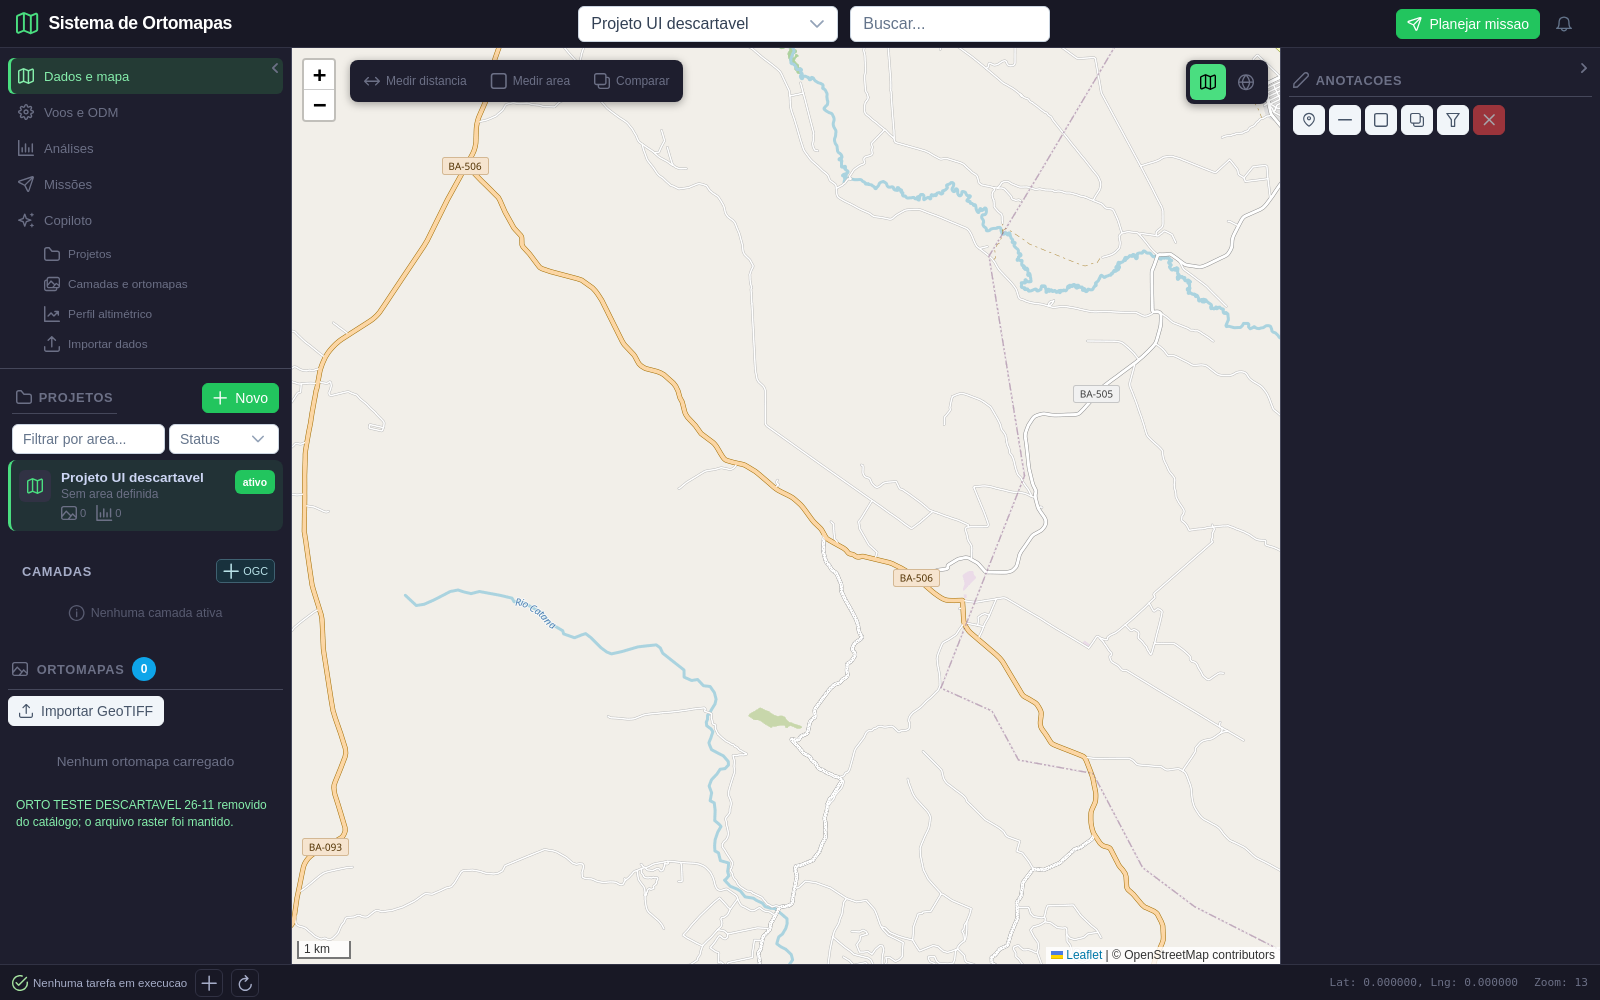 Sistema de Ortomapas
Projeto UI descartavel
Buscar...
Planejar missao
Dados e mapa
Voos e ODM
Análises
Missões
Copiloto
Projetos
Camadas e ortomapas
Perfil altimétrico
Importar dados
PROJETOS
Novo
Filtrar por area...
Status
Projeto UI descartavel
ativo
Sem area definida
0
0
CAMADAS
OGC
Nenhuma camada ativa
ORTOMAPAS
0
Importar GeoTIFF
Nenhum ortomapa carregado
ORTO TESTE DESCARTAVEL 26-11 removido
do catálogo; o arquivo raster foi mantido.
+
−
Medir distancia
Medir area
Comparar
BA-506
BA-505
BA-506
Rio Catana
BA-093
1 km
Leaflet | © OpenStreetMap contributors
ANOTACOES
Nenhuma tarefa em execucao
Lat: 0.000000, Lng: 0.000000
Zoom: 13